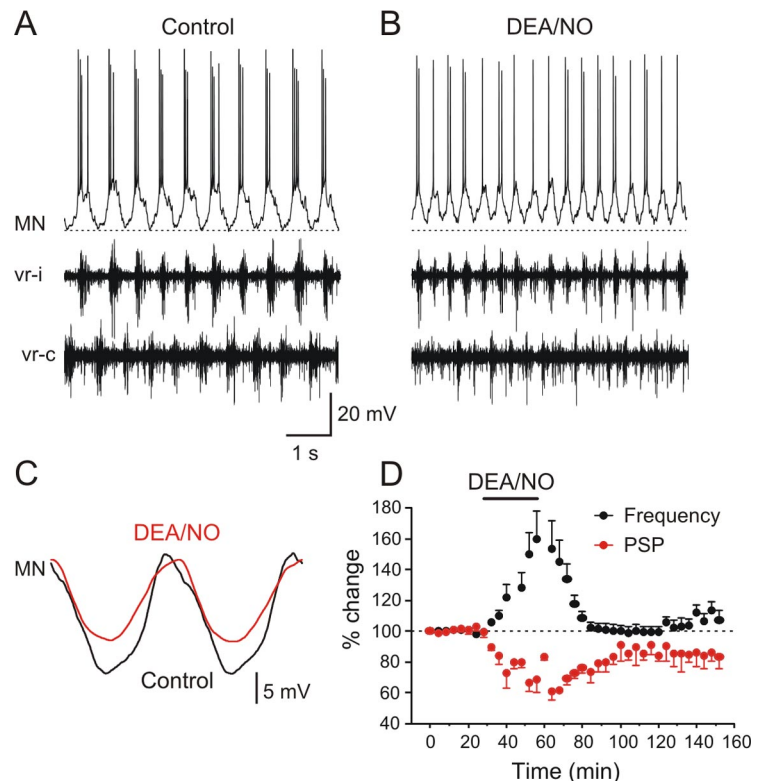 A Control
B DEA/NO
MN
vr-i
vr-c
20 mV
1 s
C
DEA/NO
MN
Control
5 mV
D
DEA/NO
Frequency
PSP
% change
180
160
140
120
100
80
60
40
0 20 40 60 80 100 120 140 160
Time (min)